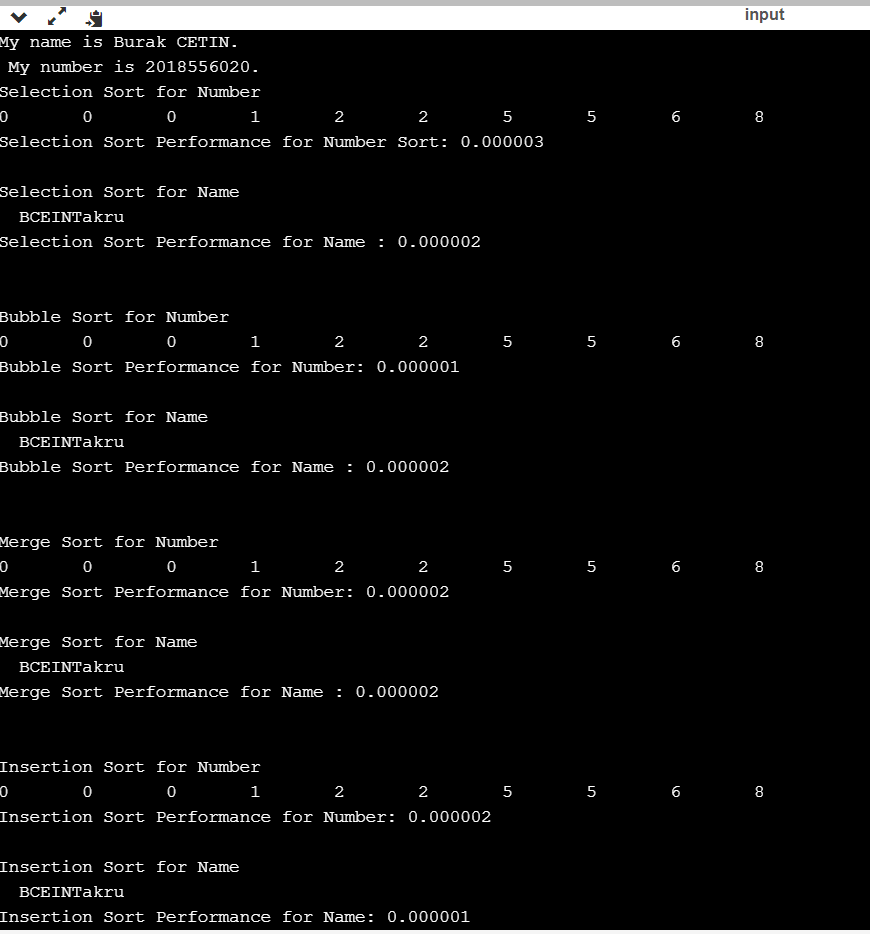 input
My name is Burak CETIN.
My number is 2018556020.
Selection Sort for Number
0 0 0 1 2 2 5 5 6 8
Selection Sort Performance for Number Sort: 0.000003
Selection Sort for Name
BCEINTakru
Selection Sort Performance for Name : 0.000002
Bubble Sort for Number
0 0 0 1 2 2 5 5 6 8
Bubble Sort Performance for Number: 0.000001
Bubble Sort for Name
BCEINTakru
Bubble Sort Performance for Name : 0.000002
Merge Sort for Number
0 0 0 1 2 2 5 5 6 8
Merge Sort Performance for Number: 0.000002
Merge Sort for Name
BCEINTakru
Merge Sort Performance for Name : 0.000002
Insertion Sort for Number
0 0 0 1 2 2 5 5 6 8
Insertion Sort Performance for Number: 0.000002
Insertion Sort for Name
BCEINTakru
Insertion Sort Performance for Name: 0.000001